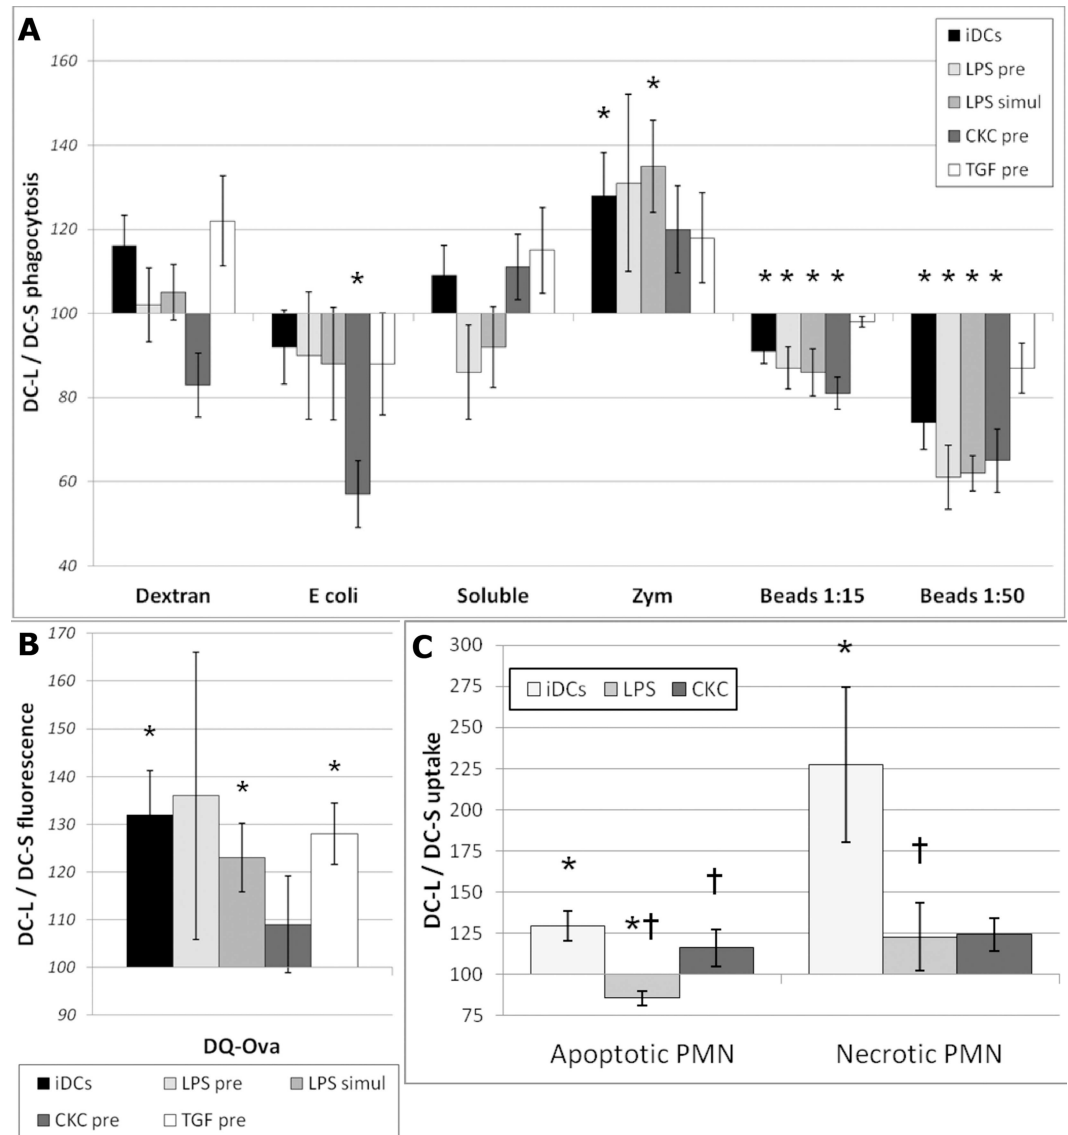 A
DC-L / DC-S phagocytosis
160
140
120
100
80
60
40
iDCs
LPS pre
LPS simul
CKC pre
TGF pre
*
*
*
* * * *
* * * *
Dextran
E coli
Soluble
Zym
Beads 1:15
Beads 1:50
B
DC-L / DC-S fluorescence
170
160
150
140
130
120
110
100
90
*
*
*
DQ-Ova
iDCs
LPS pre
LPS simul
CKC pre
TGF pre
C
DC-L / DC-S uptake
300
275
250
225
200
175
150
125
100
75
iDCs
LPS
CKC
*
*†
†
*
†
Apoptotic PMN
Necrotic PMN